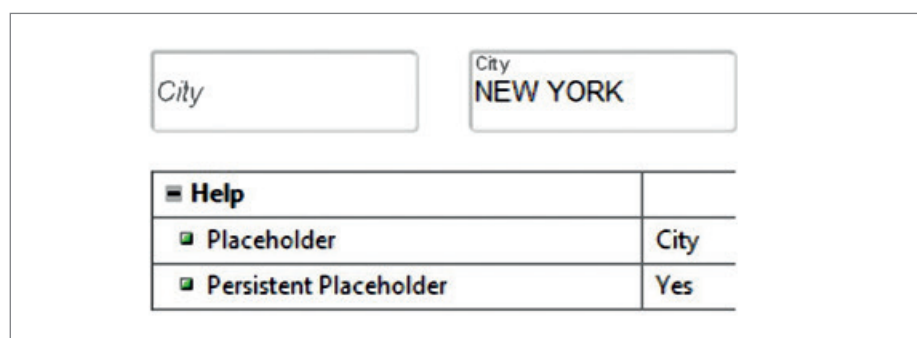 City
City
NEW YORK
Help
Placeholder City
Persistent Placeholder Yes